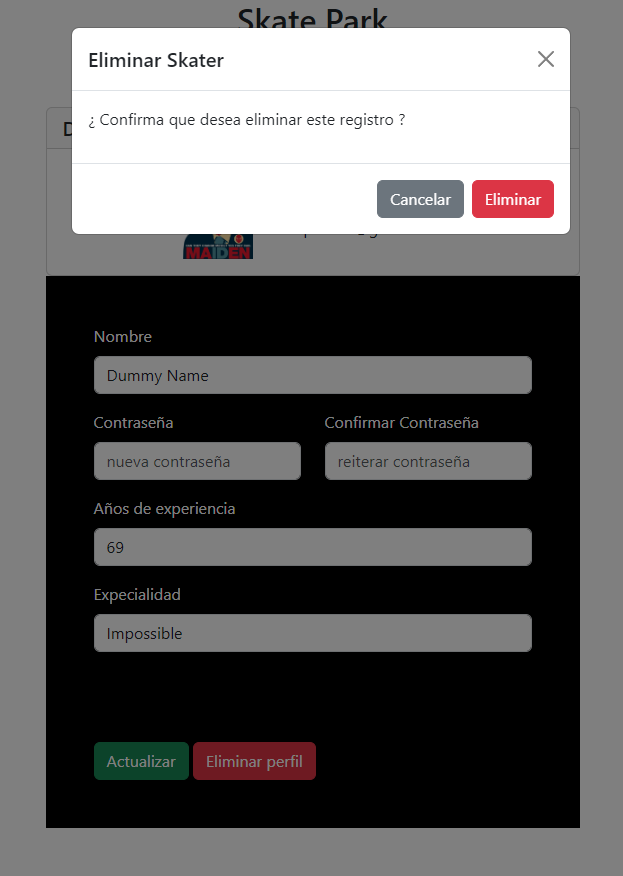 Skate Park
Eliminar Skater
¿ Confirma que desea eliminar este registro ?
Cancelar Eliminar
MAIDEN
Nombre
Dummy Name
Contraseña Confirmar Contraseña
nueva contraseña reiterar contraseña
Años de experiencia
69
Expecialidad
Impossible
Actualizar Eliminar perfil